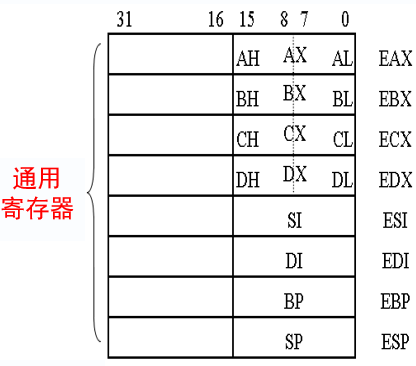 31 16 15 8 7 0
AH AX AL EAX
BH BX BL EBX
CH CX CL ECX
DH DX DL EDX
通用
寄存器
SI ESI
DI EDI
BP EBP
SP ESP